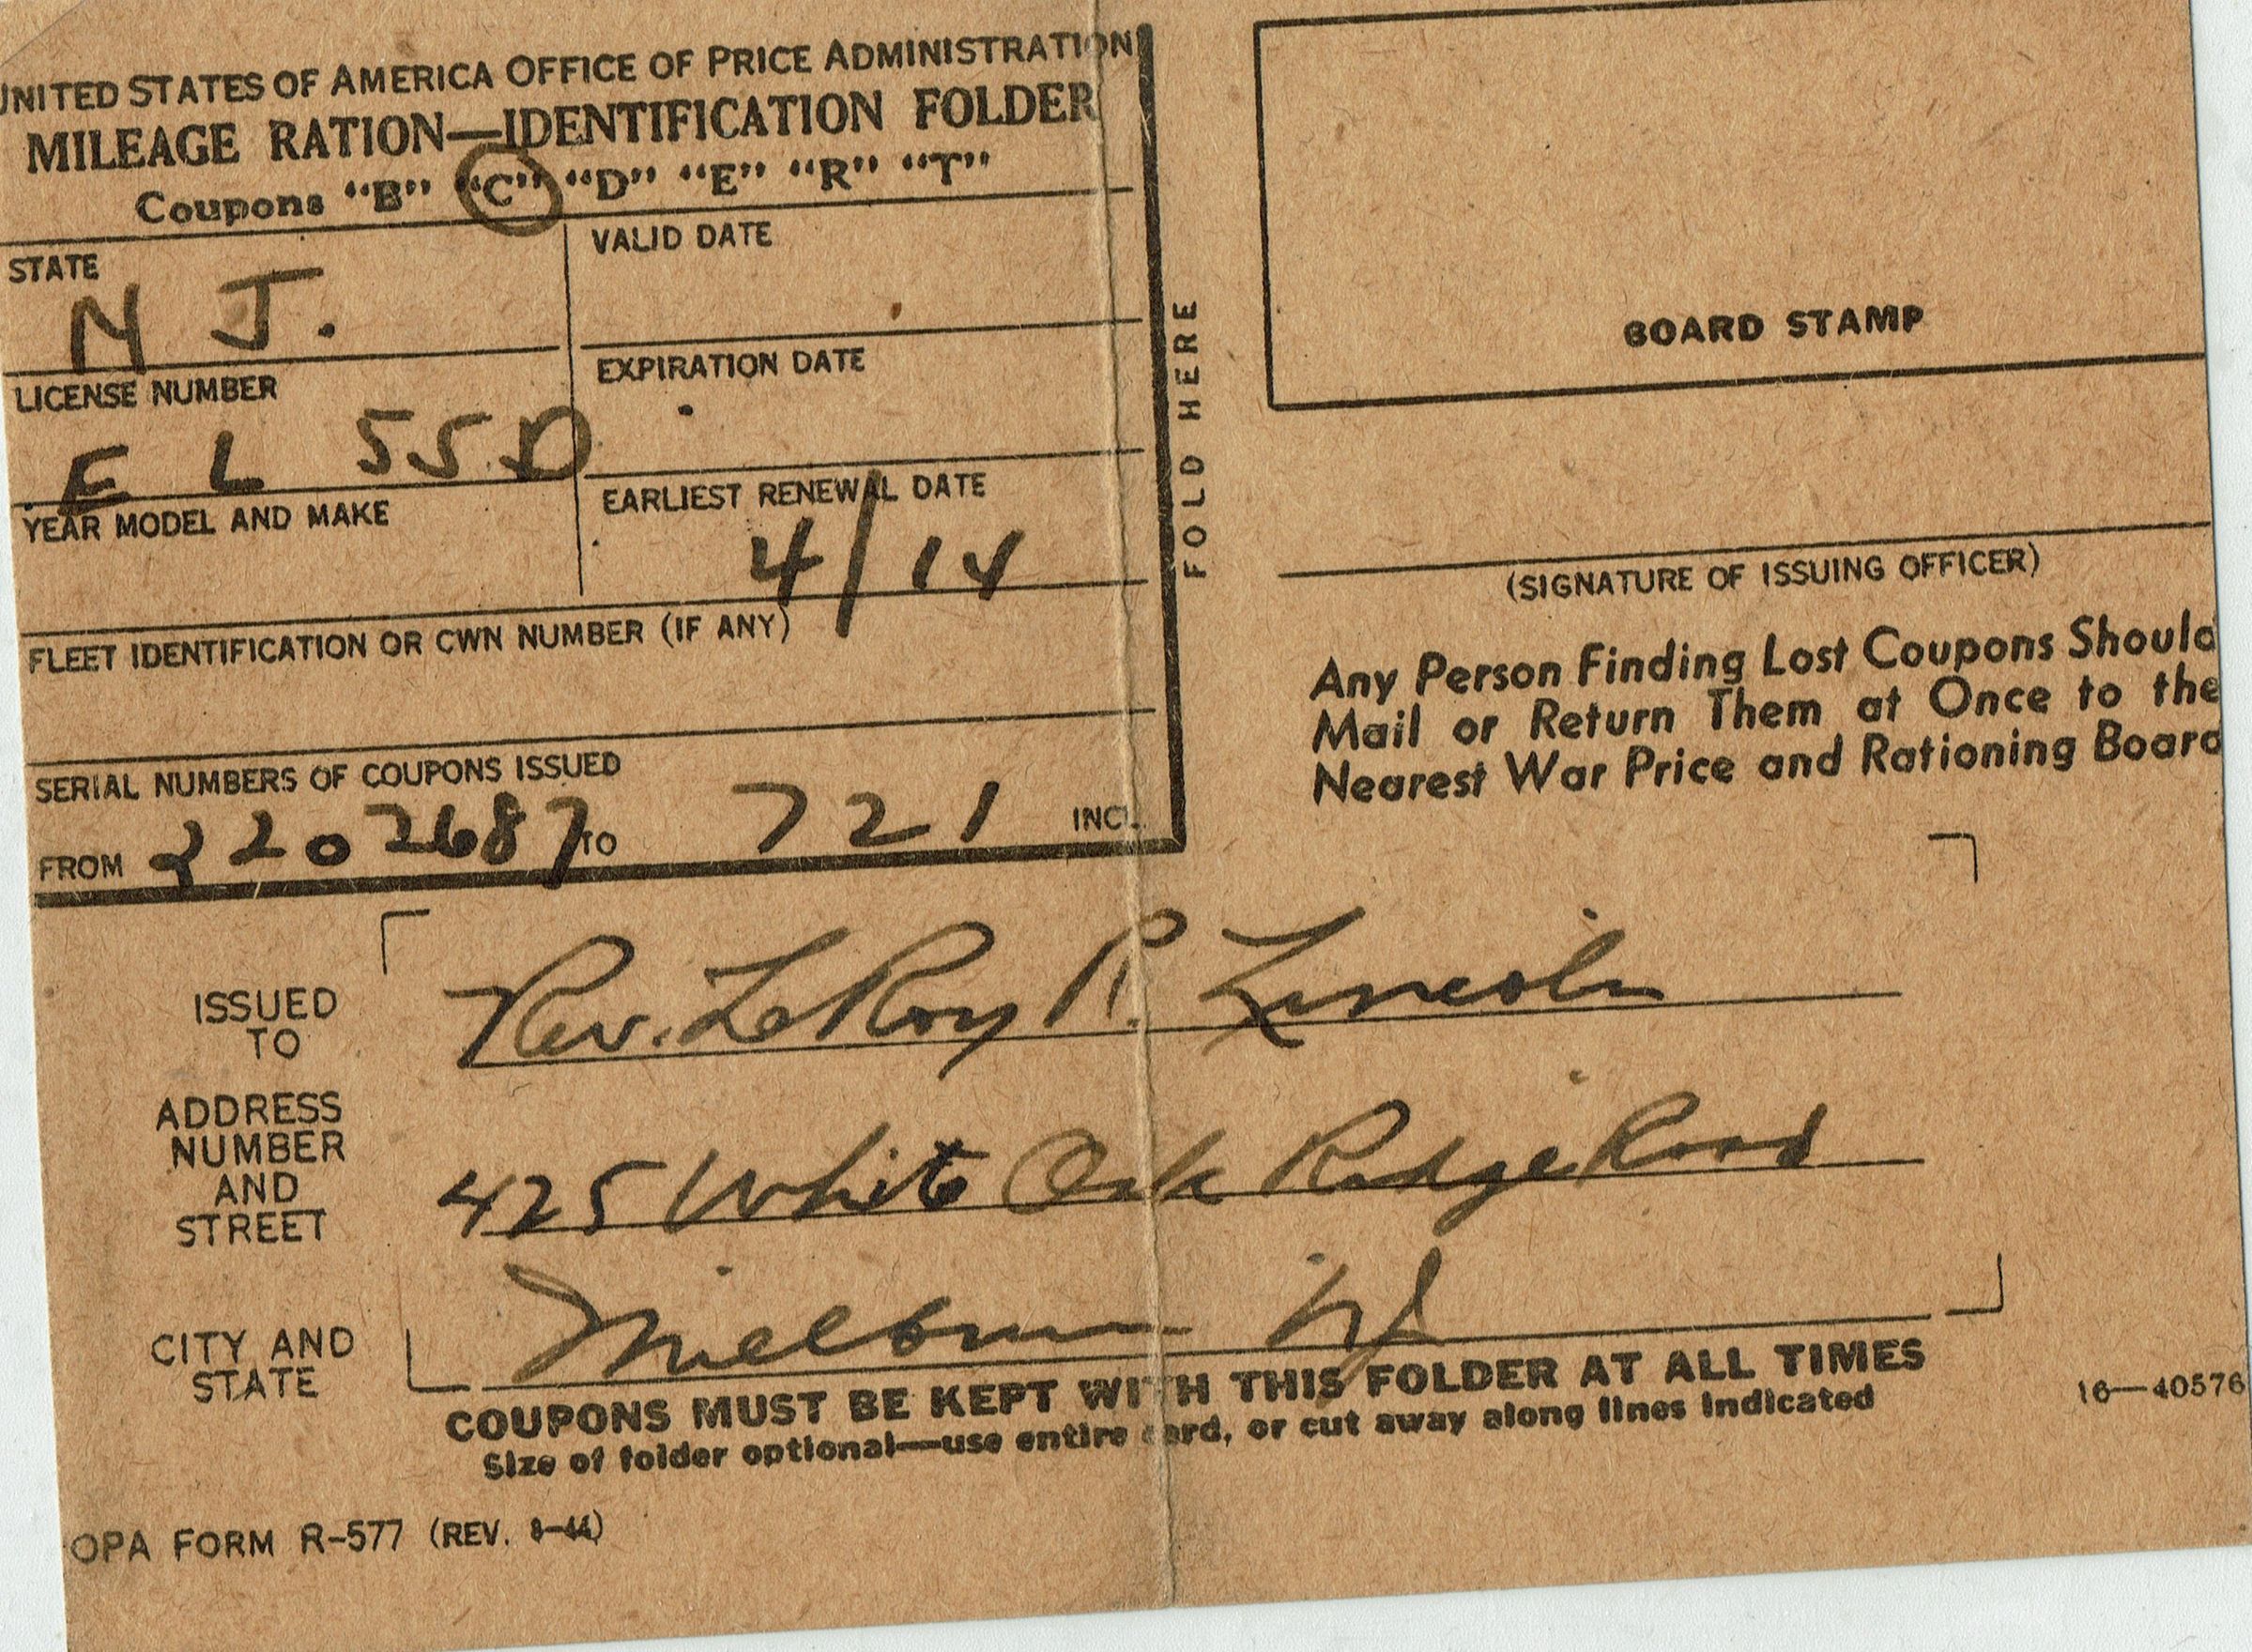 UNITED STATES OF AMERICA OFFICE OF PRICE ADMINISTRATION
MILEAGE RATION—IDENTIFICATION FOLDER
Coupons “B” “C” “D” “E” “R” “T”
STATE
N J.
VALID DATE
EXPIRATION DATE
LICENSE NUMBER
E L 55 D
EARLIEST RENEWAL DATE
4/14
YEAR MODEL AND MAKE
FLEET IDENTIFICATION OR CWN NUMBER (IF ANY)
SERIAL NUMBERS OF COUPONS ISSUED
FROM 2202687 TO 721 INCL.
FOLD HERE
BOARD STAMP
(SIGNATURE OF ISSUING OFFICER)
Any Person Finding Lost Coupons Should
Mail or Return Them at Once to the
Nearest War Price and Rationing Board
ISSUED
TO
Rev. LeRoy R. Lincoln
ADDRESS
NUMBER
AND
STREET
425 White Oak Ridge Road
CITY AND
STATE
Millburn NJ
COUPONS MUST BE KEPT WITH THIS FOLDER AT ALL TIMES
Size of folder optional—use entire card, or cut away along lines indicated
16—40576
OPA FORM R-577 (REV. 8-44)